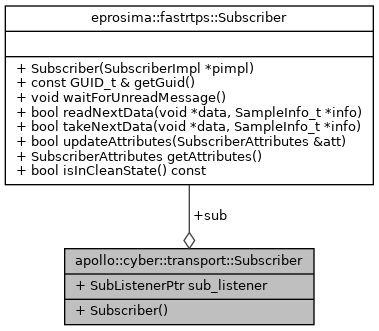 eprosima::fastrtps::Subscriber
+ Subscriber(SubscriberImpl *pimpl)
+ const GUID_t & getGuid()
+ void waitForUnreadMessage()
+ bool readNextData(void *data, SampleInfo_t *info)
+ bool takeNextData(void *data, SampleInfo_t *info)
+ bool updateAttributes(SubscriberAttributes &att)
+ SubscriberAttributes getAttributes()
+ bool isInCleanState() const
+sub
apollo::cyber::transport::Subscriber
+ SubListenerPtr sub_listener
+ Subscriber()